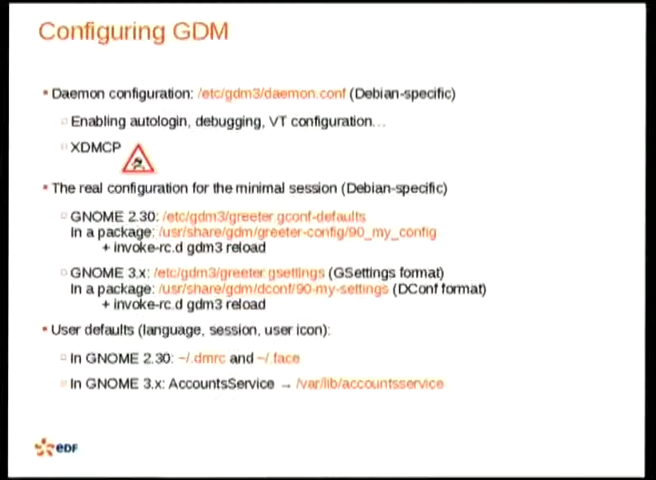 Configuring GDM
Daemon configuration: /etc/gdm3/daemon.conf (Debian-specific)
Enabling autologin, debugging, VT configuration...
XDMCP
The real configuration for the minimal session (Debian-specific)
GNOME 2.30: /etc/gdm3/greeter.gconf-defaults
In a package: /usr/share/gdm/greeter-config/90_my_config
+ invoke-rc.d gdm3 reload
GNOME 3.x: /etc/gdm3/greeter.gsettings (GSettings format)
In a package: /usr/share/gdm/dconf/90-my-settings (DConf format)
+ invoke-rc.d gdm3 reload
User defaults (language, session, user icon):
In GNOME 2.30: ~/.dmrc and ~/.face
In GNOME 3.x: AccountsService → /var/lib/accountsservice
eDF